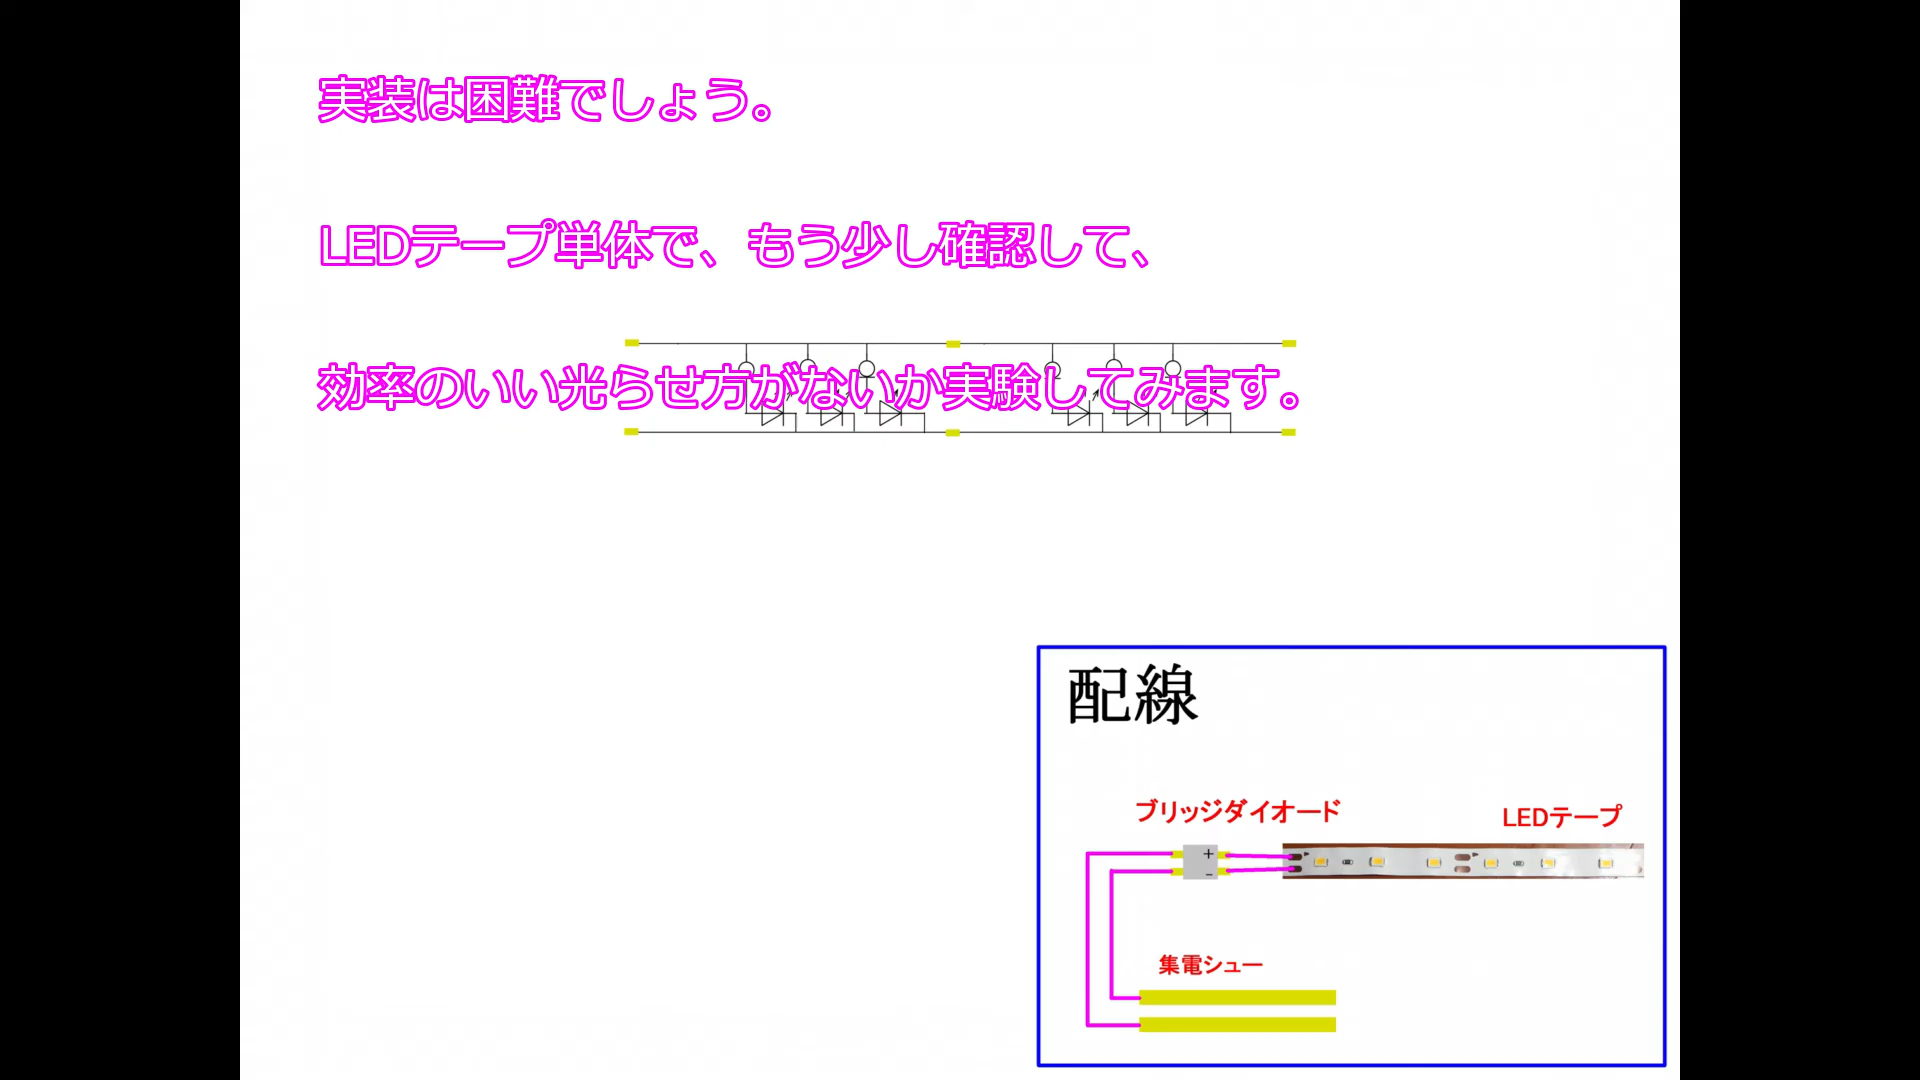 実装は困難でしょう。
LEDテープ単体で、もう少し確認して、
効率のいい光らせ方がないか実験してみます。
配線
ブリッジダイオード
LEDテープ
+
-
集電シュー